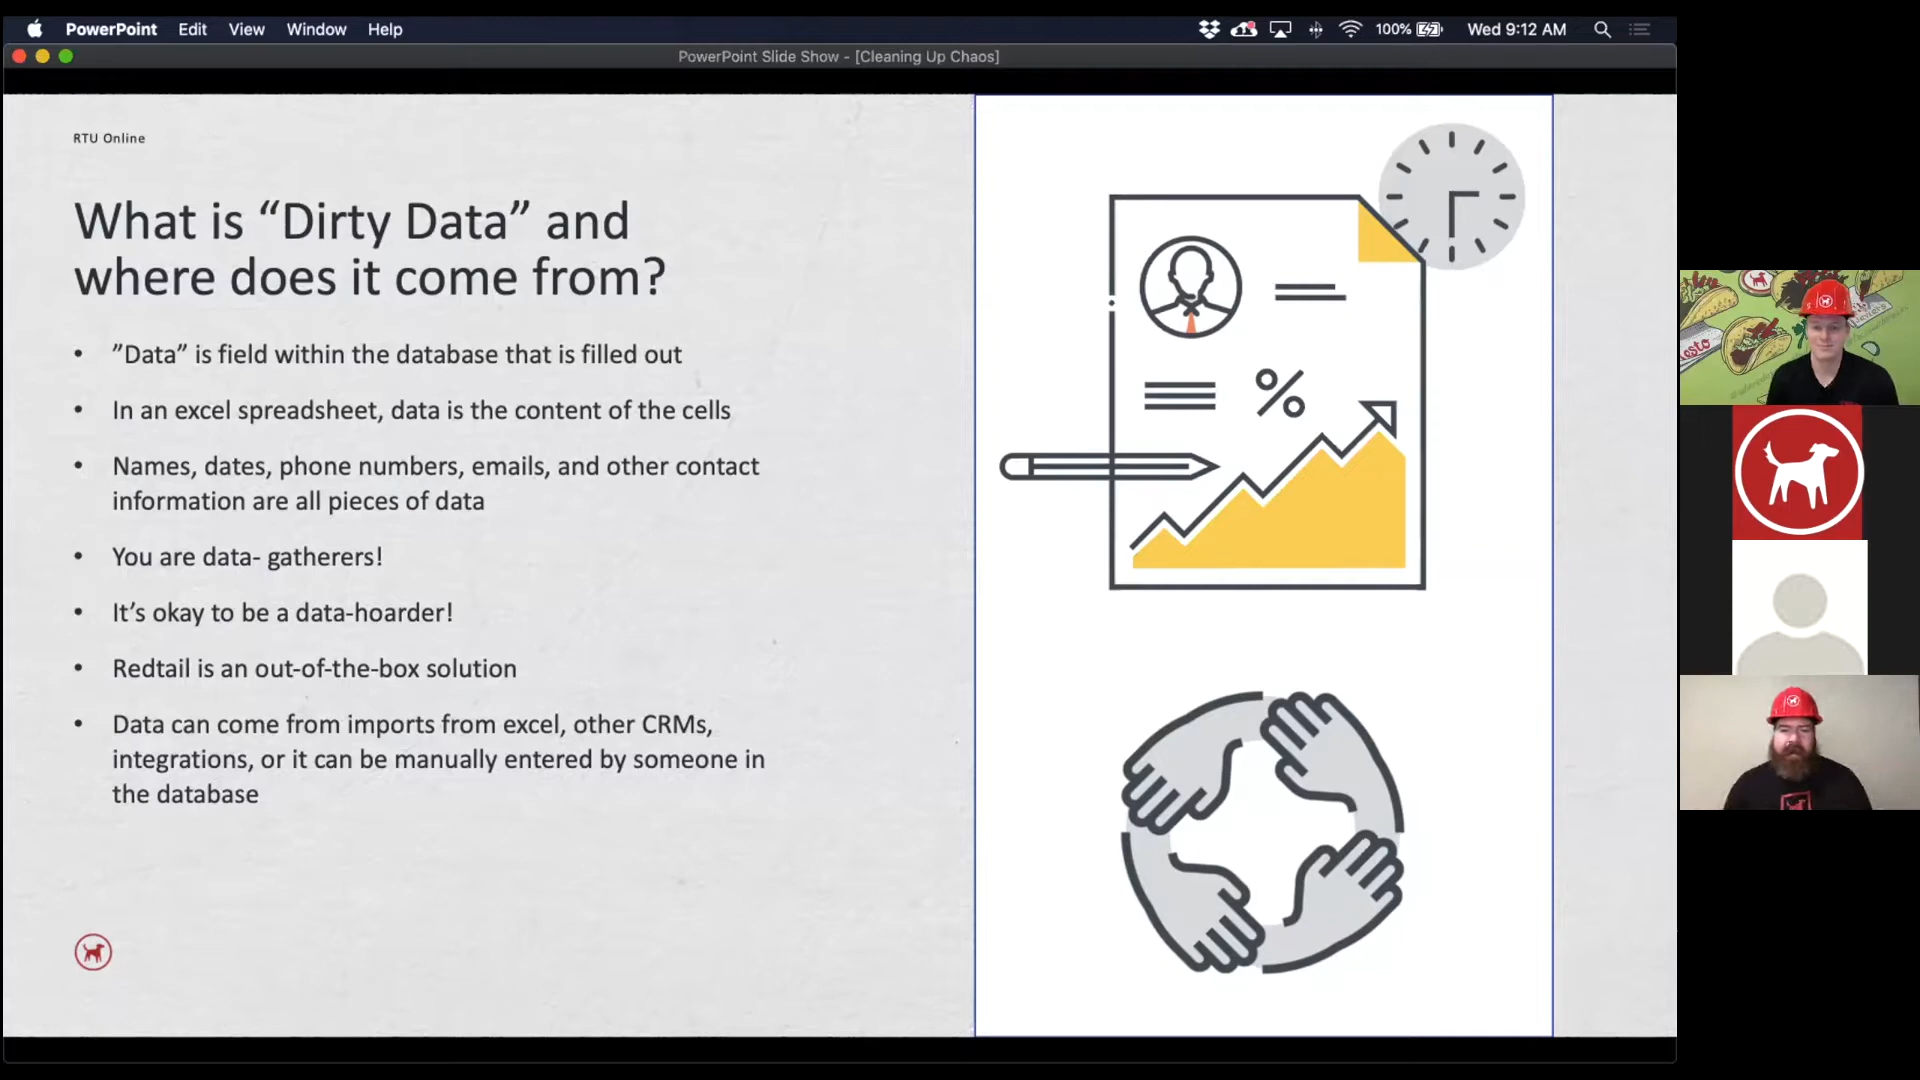 PowerPoint Edit View Window Help
100% Wed 9:12 AM
PowerPoint Slide Show - [Cleaning Up Chaos]
RTU Online
What is “Dirty Data” and
where does it come from?
• ”Data” is field within the database that is filled out
• In an excel spreadsheet, data is the content of the cells
• Names, dates, phone numbers, emails, and other contact
information are all pieces of data
• You are data- gatherers!
• It’s okay to be a data-hoarder!
• Redtail is an out-of-the-box solution
• Data can come from imports from excel, other CRMs,
integrations, or it can be manually entered by someone in
the database
%